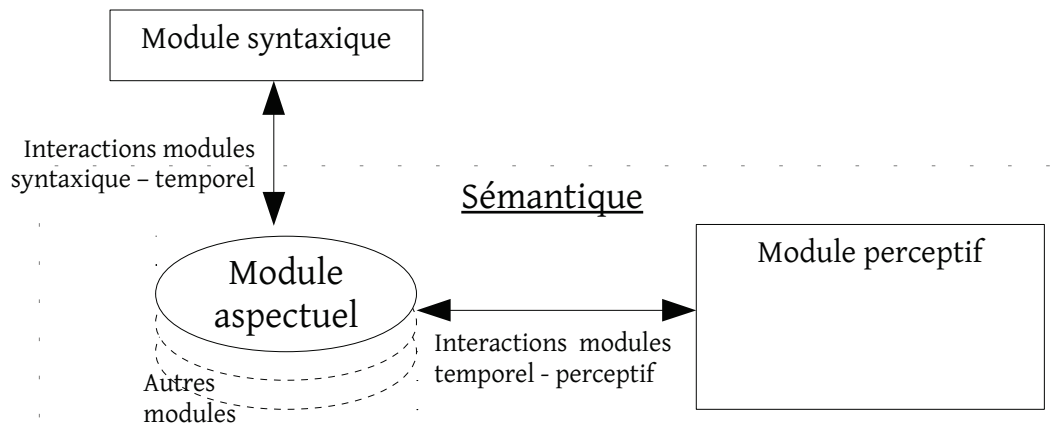 Module syntaxique
Interactions modules
syntaxique – temporel
Sémantique
Module
aspectuel
Module perceptif
Interactions modules
temporel - perceptif
Autres
modules